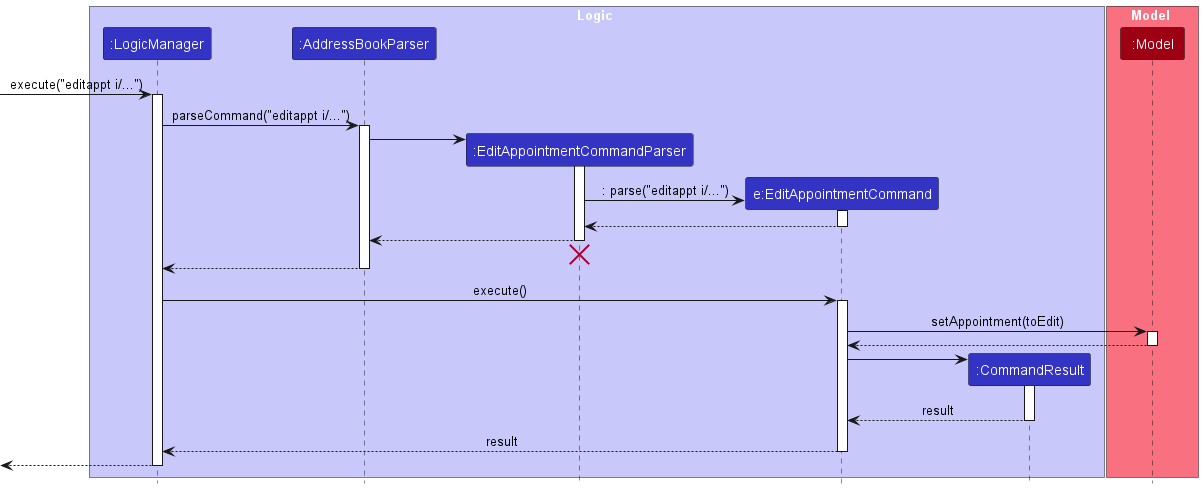 Logic
Model
:LogicManager
:AddressBookParser
:Model
execute("editappt i/...")
parseCommand("editappt i/...")
:EditAppointmentCommandParser
: parse("editappt i/...")
e:EditAppointmentCommand
execute()
setAppointment(toEdit)
:CommandResult
result
result